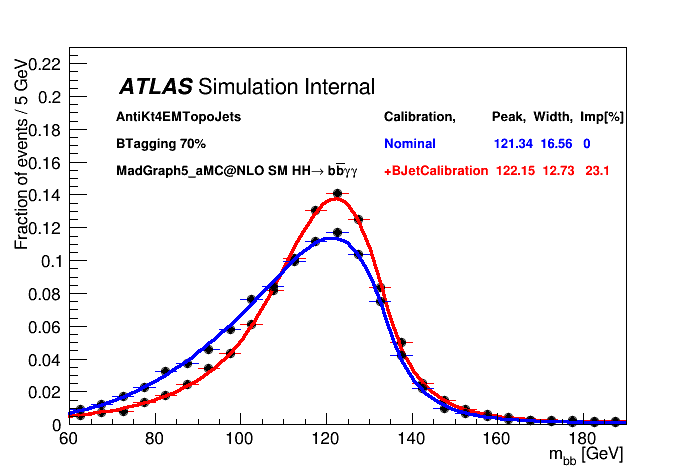 Fraction of events / 5 GeV
0.22
0.2
0.18
0.16
0.14
0.12
0.1
0.08
0.06
0.04
0.02
0
ATLAS Simulation Internal
AntiKt4EMTopoJets
BTagging 70%
MadGraph5_aMC@NLO SM HH→ bb̅γγ
Calibration, Peak, Width, Imp[%]
Nominal 121.34 16.56 0
+BJetCalibration 122.15 12.73 23.1
60 80 100 120 140 160 180
m_bb [GeV]